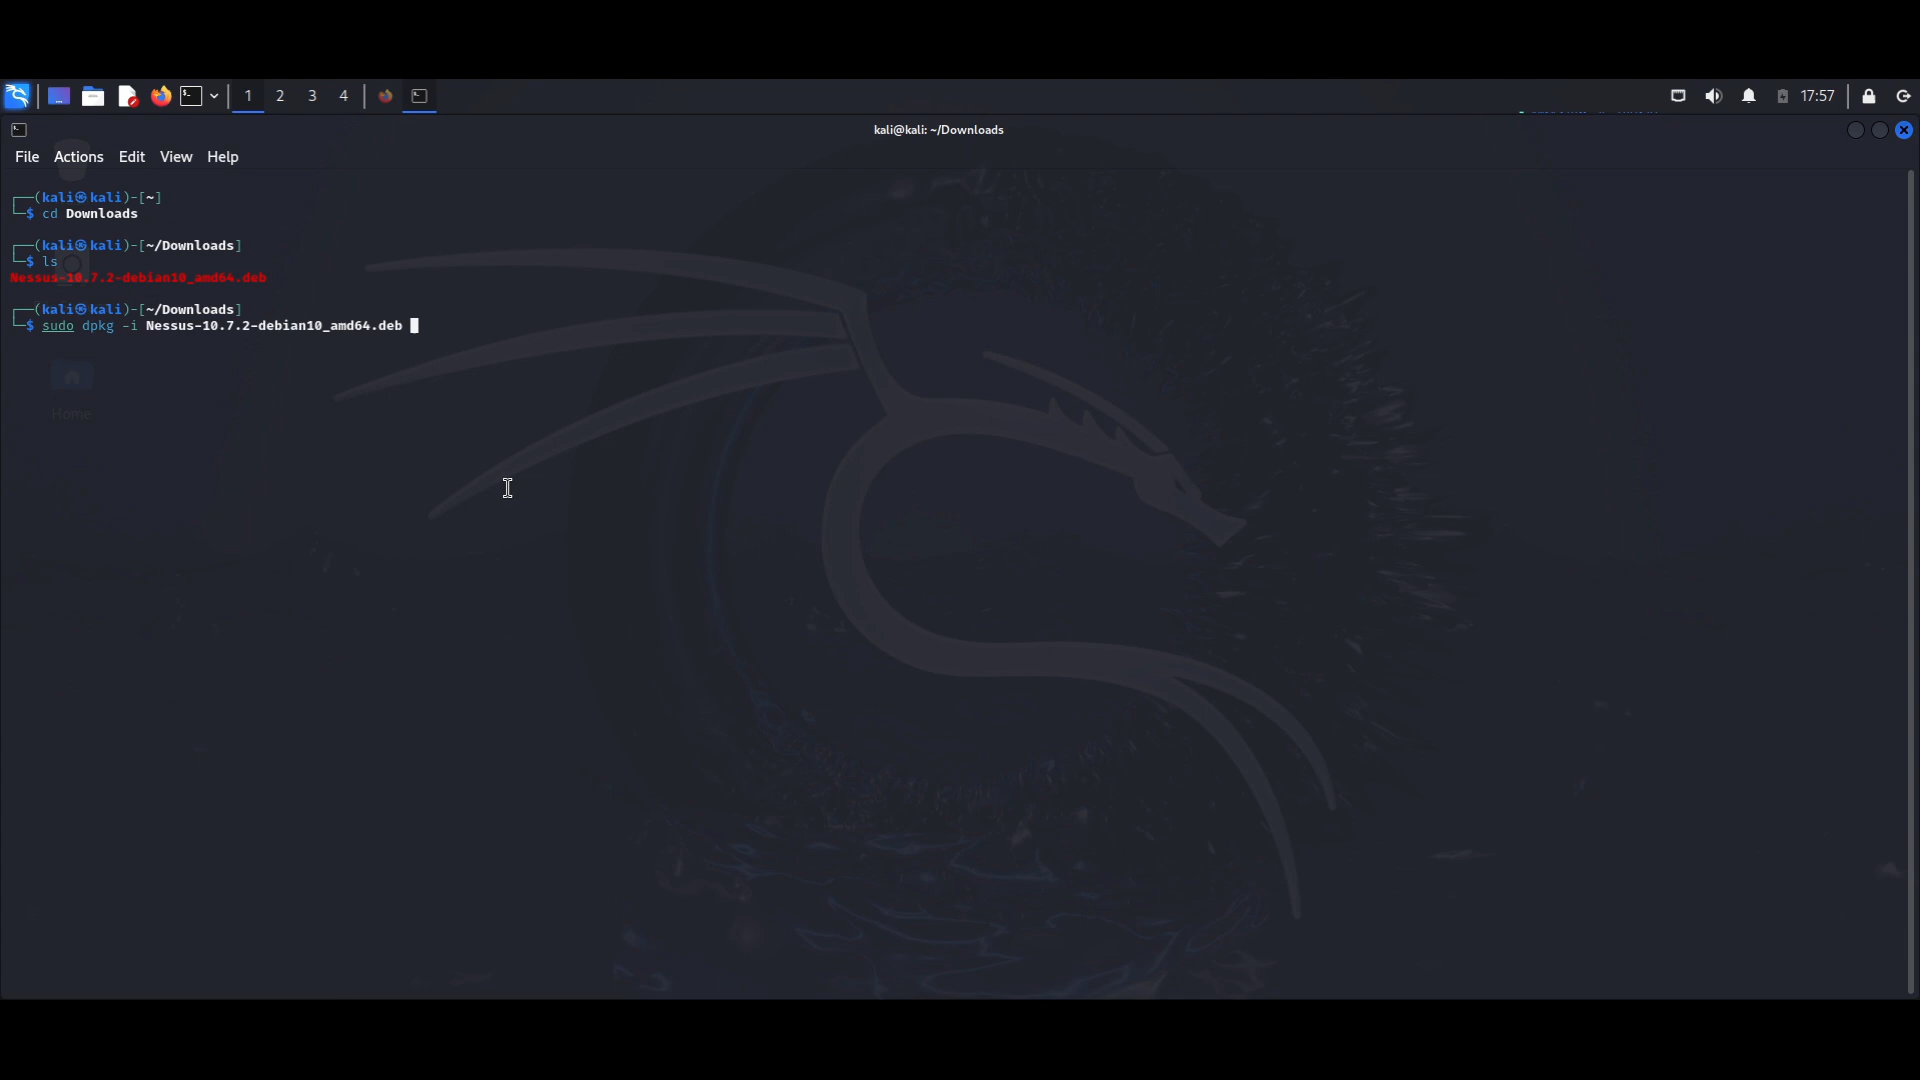 1 2 3 4 17:57
kali@kali: ~/Downloads
File Actions Edit View Help
┌──(kali㉿kali)-[~]
└─$ cd Downloads
┌──(kali㉿kali)-[~/Downloads]
└─$ ls
Nessus-10.7.2-debian10_amd64.deb
┌──(kali㉿kali)-[~/Downloads]
└─$ sudo dpkg -i Nessus-10.7.2-debian10_amd64.deb
Home